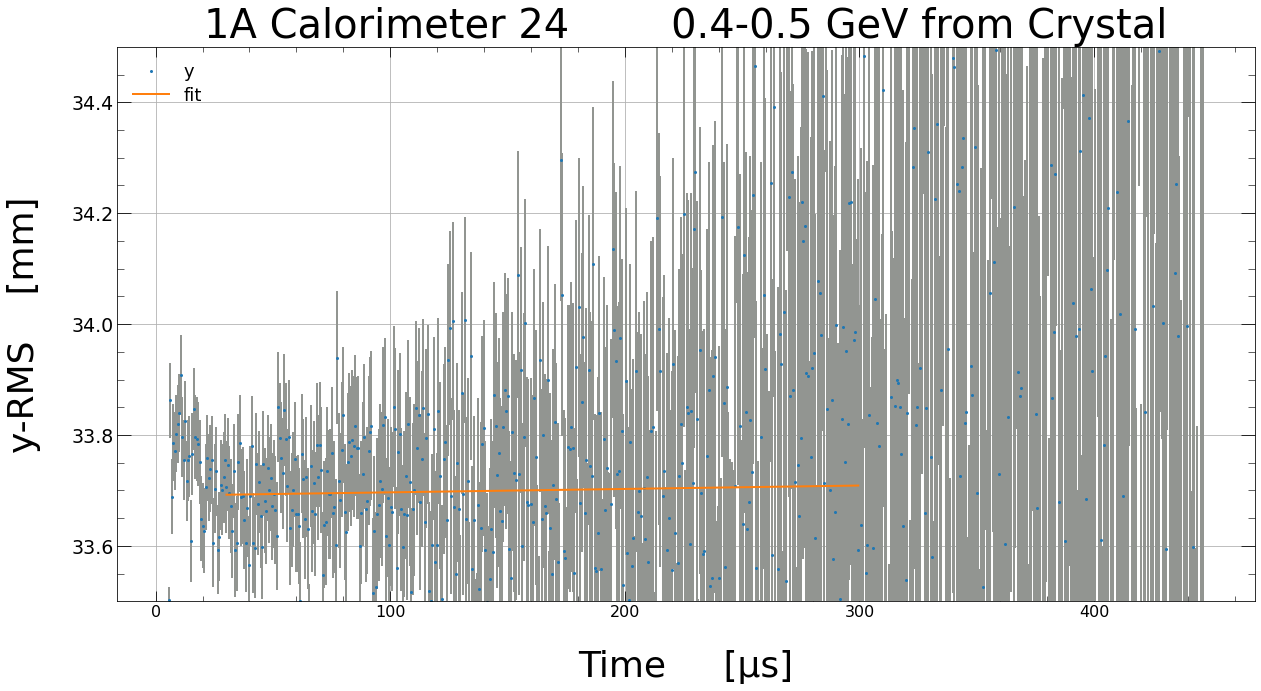 1A Calorimeter 24 0.4-0.5 GeV from Crystal
y
fit
34.4
34.2
34.0
33.8
33.6
y-RMS [mm]
0 100 200 300 400
Time [μs]